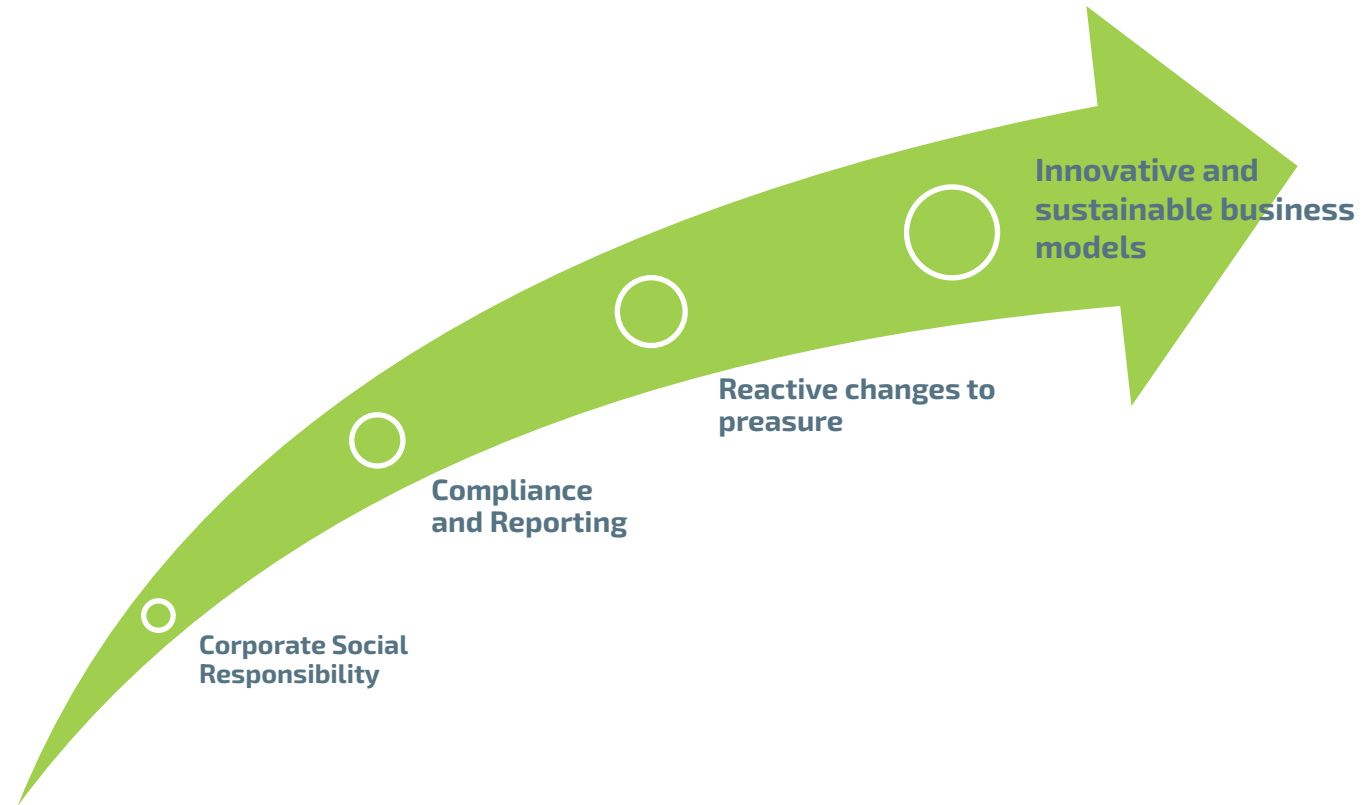 Innovative and
sustainable business
models
Reactive changes to
preasure
Compliance
and Reporting
Corporate Social
Responsibility